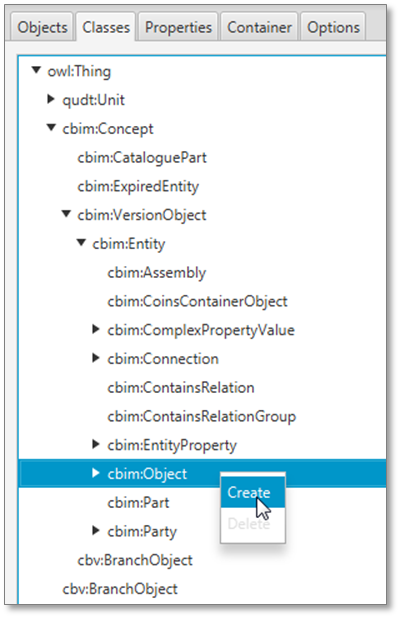 Objects Classes Properties Container Options
owl:Thing
qudt:Unit
cbim:Concept
cbim:CataloguePart
cbim:ExpiredEntity
cbim:VersionObject
cbim:Entity
cbim:Assembly
cbim:CoinsContainerObject
cbim:ComplexPropertyValue
cbim:Connection
cbim:ContainsRelation
cbim:ContainsRelationGroup
cbim:EntityProperty
cbim:Object
Create
cbim:Part
Delete
cbim:Party
cbv:BranchObject
cbv:BranchObject